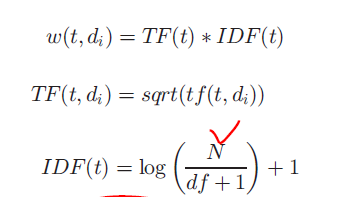 w(t, d_i) = TF(t) * IDF(t)
TF(t, d_i) = sqrt(tf(t, d_i))
IDF(t) = log (N / (df + 1)) + 1